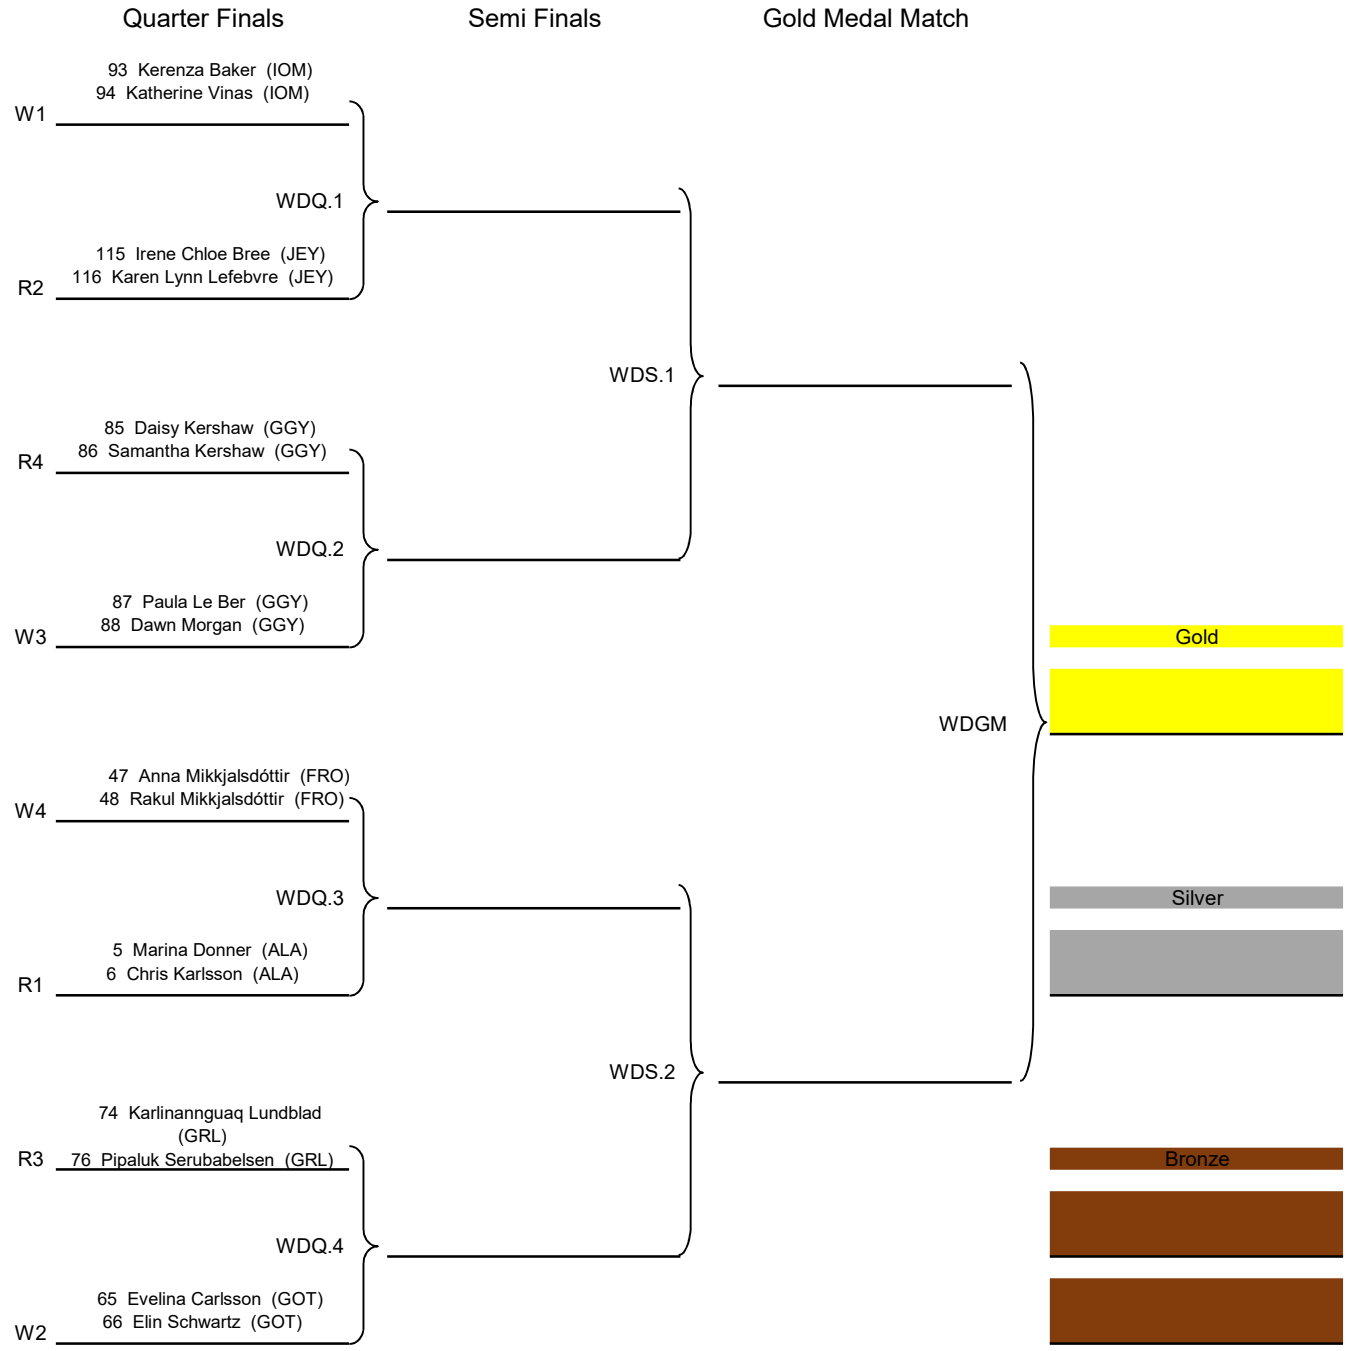 Quarter Finals
Semi Finals
Gold Medal Match
93 Kerenza Baker (IOM)
94 Katherine Vinas (IOM)
W1
WDQ.1
115 Irene Chloe Bree (JEY)
116 Karen Lynn Lefebvre (JEY)
R2
WDS.1
85 Daisy Kershaw (GGY)
86 Samantha Kershaw (GGY)
R4
WDQ.2
87 Paula Le Ber (GGY)
88 Dawn Morgan (GGY)
W3
Gold
WDGM
47 Anna Mikkjalsdóttir (FRO)
48 Rakul Mikkjalsdóttir (FRO)
W4
WDQ.3
Silver
5 Marina Donner (ALA)
6 Chris Karlsson (ALA)
R1
WDS.2
74 Karlinannguaq Lundblad
(GRL)
R3
76 Pipaluk Serubabelsen (GRL)
Bronze
WDQ.4
65 Evelina Carlsson (GOT)
66 Elin Schwartz (GOT)
W2